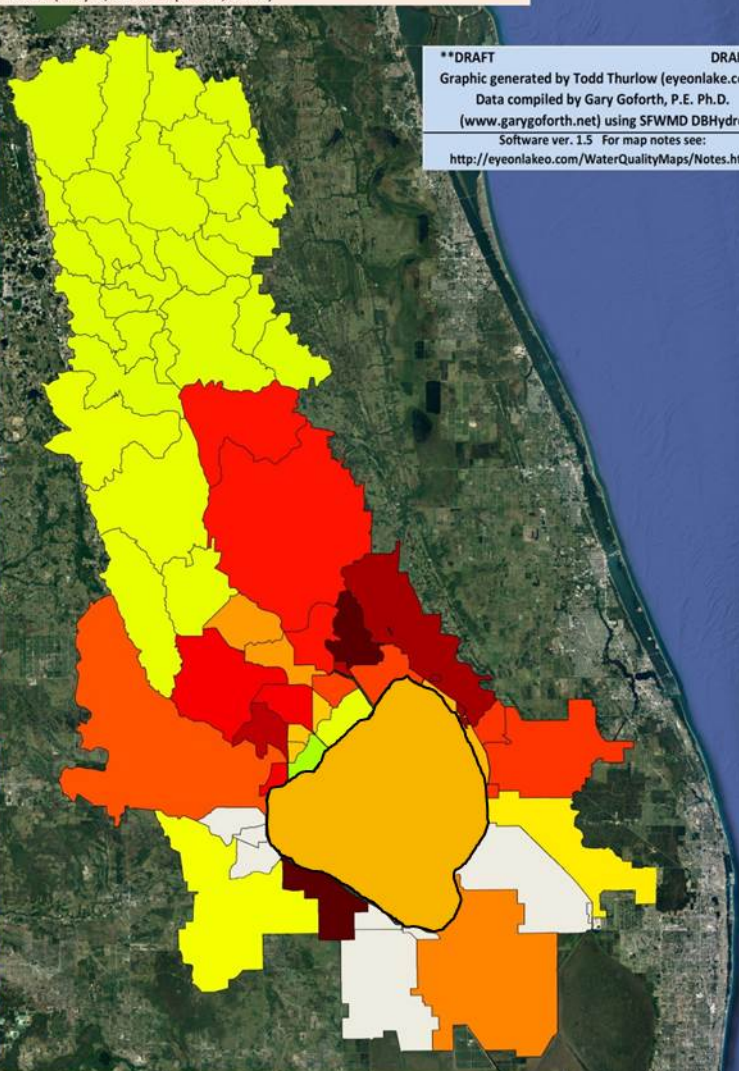 **DRAFT
Graphic generated by Todd Thurlow (eyeonlake.co
Data compiled by Gary Goforth, P.E. Ph.D.
(www.garygoforth.net) using SFWMD DBHydr
Software ver. 1.5 For map notes see:
http://eyeonlakeo.com/WaterQualityMaps/Notes.ht